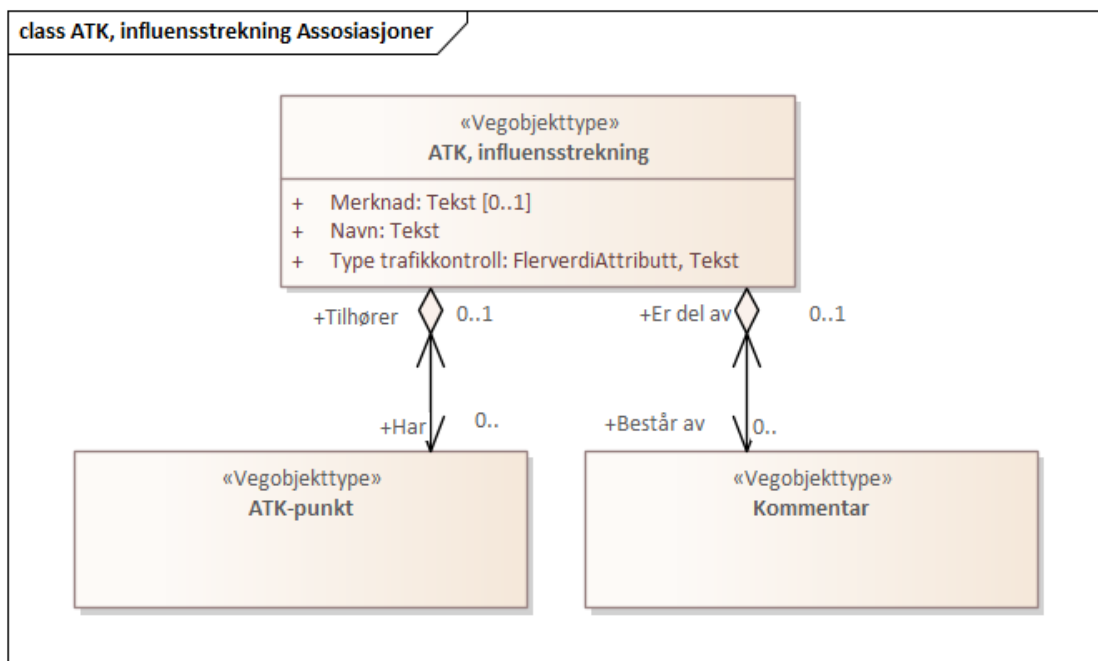 class ATK, influensstrekning Assosiasjoner
«Vegobjekttype»
ATK, influensstrekning
+ Merknad: Tekst [0..1]
+ Navn: Tekst
+ Type trafikkontroll: FlerverdiAttributt, Tekst
+Tilhører 0..1 +Er del av 0..1
+Har 0.. +Består av 0..
«Vegobjekttype»
ATK-punkt
«Vegobjekttype»
Kommentar